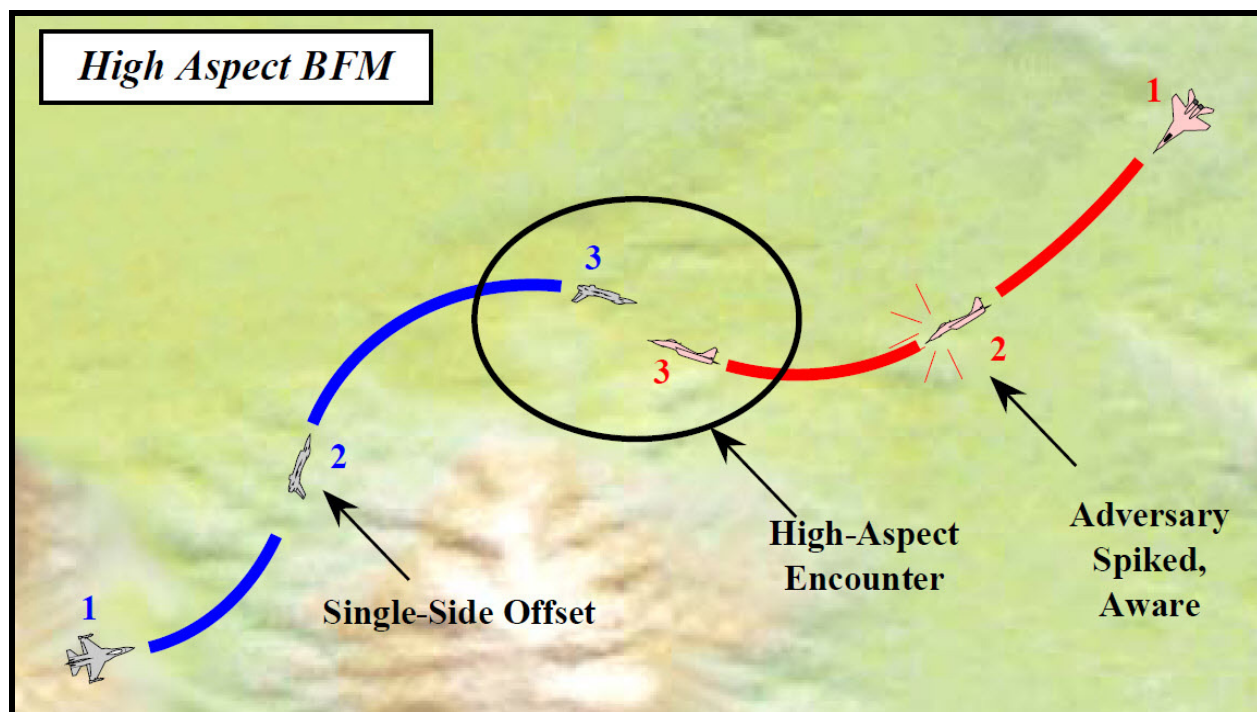 High Aspect BFM
1
3
3
2
2
High-Aspect
Encounter
Adversary
Spiked,
Aware
Single-Side Offset
1